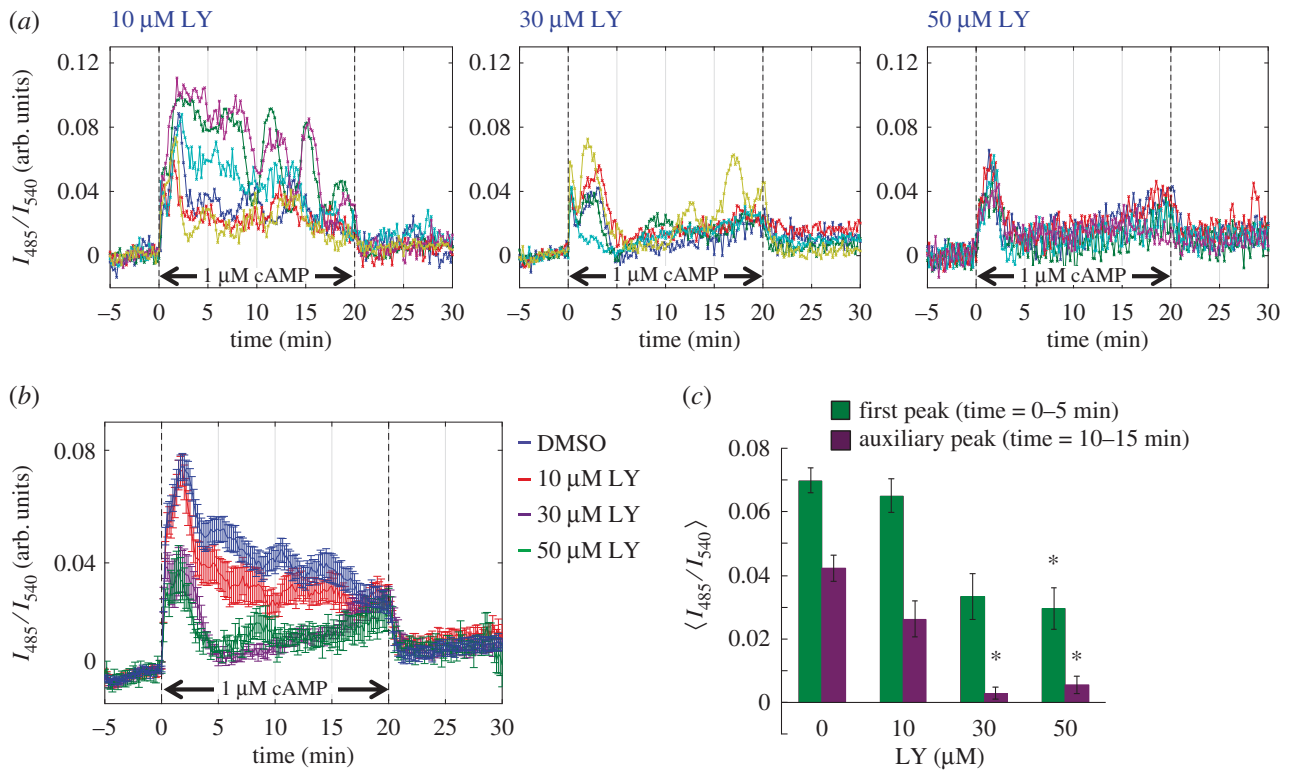 (a)
10 µM LY
30 µM LY
50 µM LY
I485/I540 (arb. units)
0.12
0.08
0.04
0
1 µM cAMP
–5 0 5 10 15 20 25 30
time (min)
0.12
0.08
0.04
0
1 µM cAMP
–5 0 5 10 15 20 25 30
time (min)
0.12
0.08
0.04
0
1 µM cAMP
–5 0 5 10 15 20 25 30
time (min)
(b)
I485/I540 (arb. units)
0.08
0.04
0
1 µM cAMP
–5 0 5 10 15 20 25 30
time (min)
DMSO
10 µM LY
30 µM LY
50 µM LY
(c)
first peak (time = 0–5 min)
auxiliary peak (time = 10–15 min)
⟨I485/I540⟩
0.08
0.06
0.04
0.02
0
*
*
*
0 10 30 50
LY (µM)